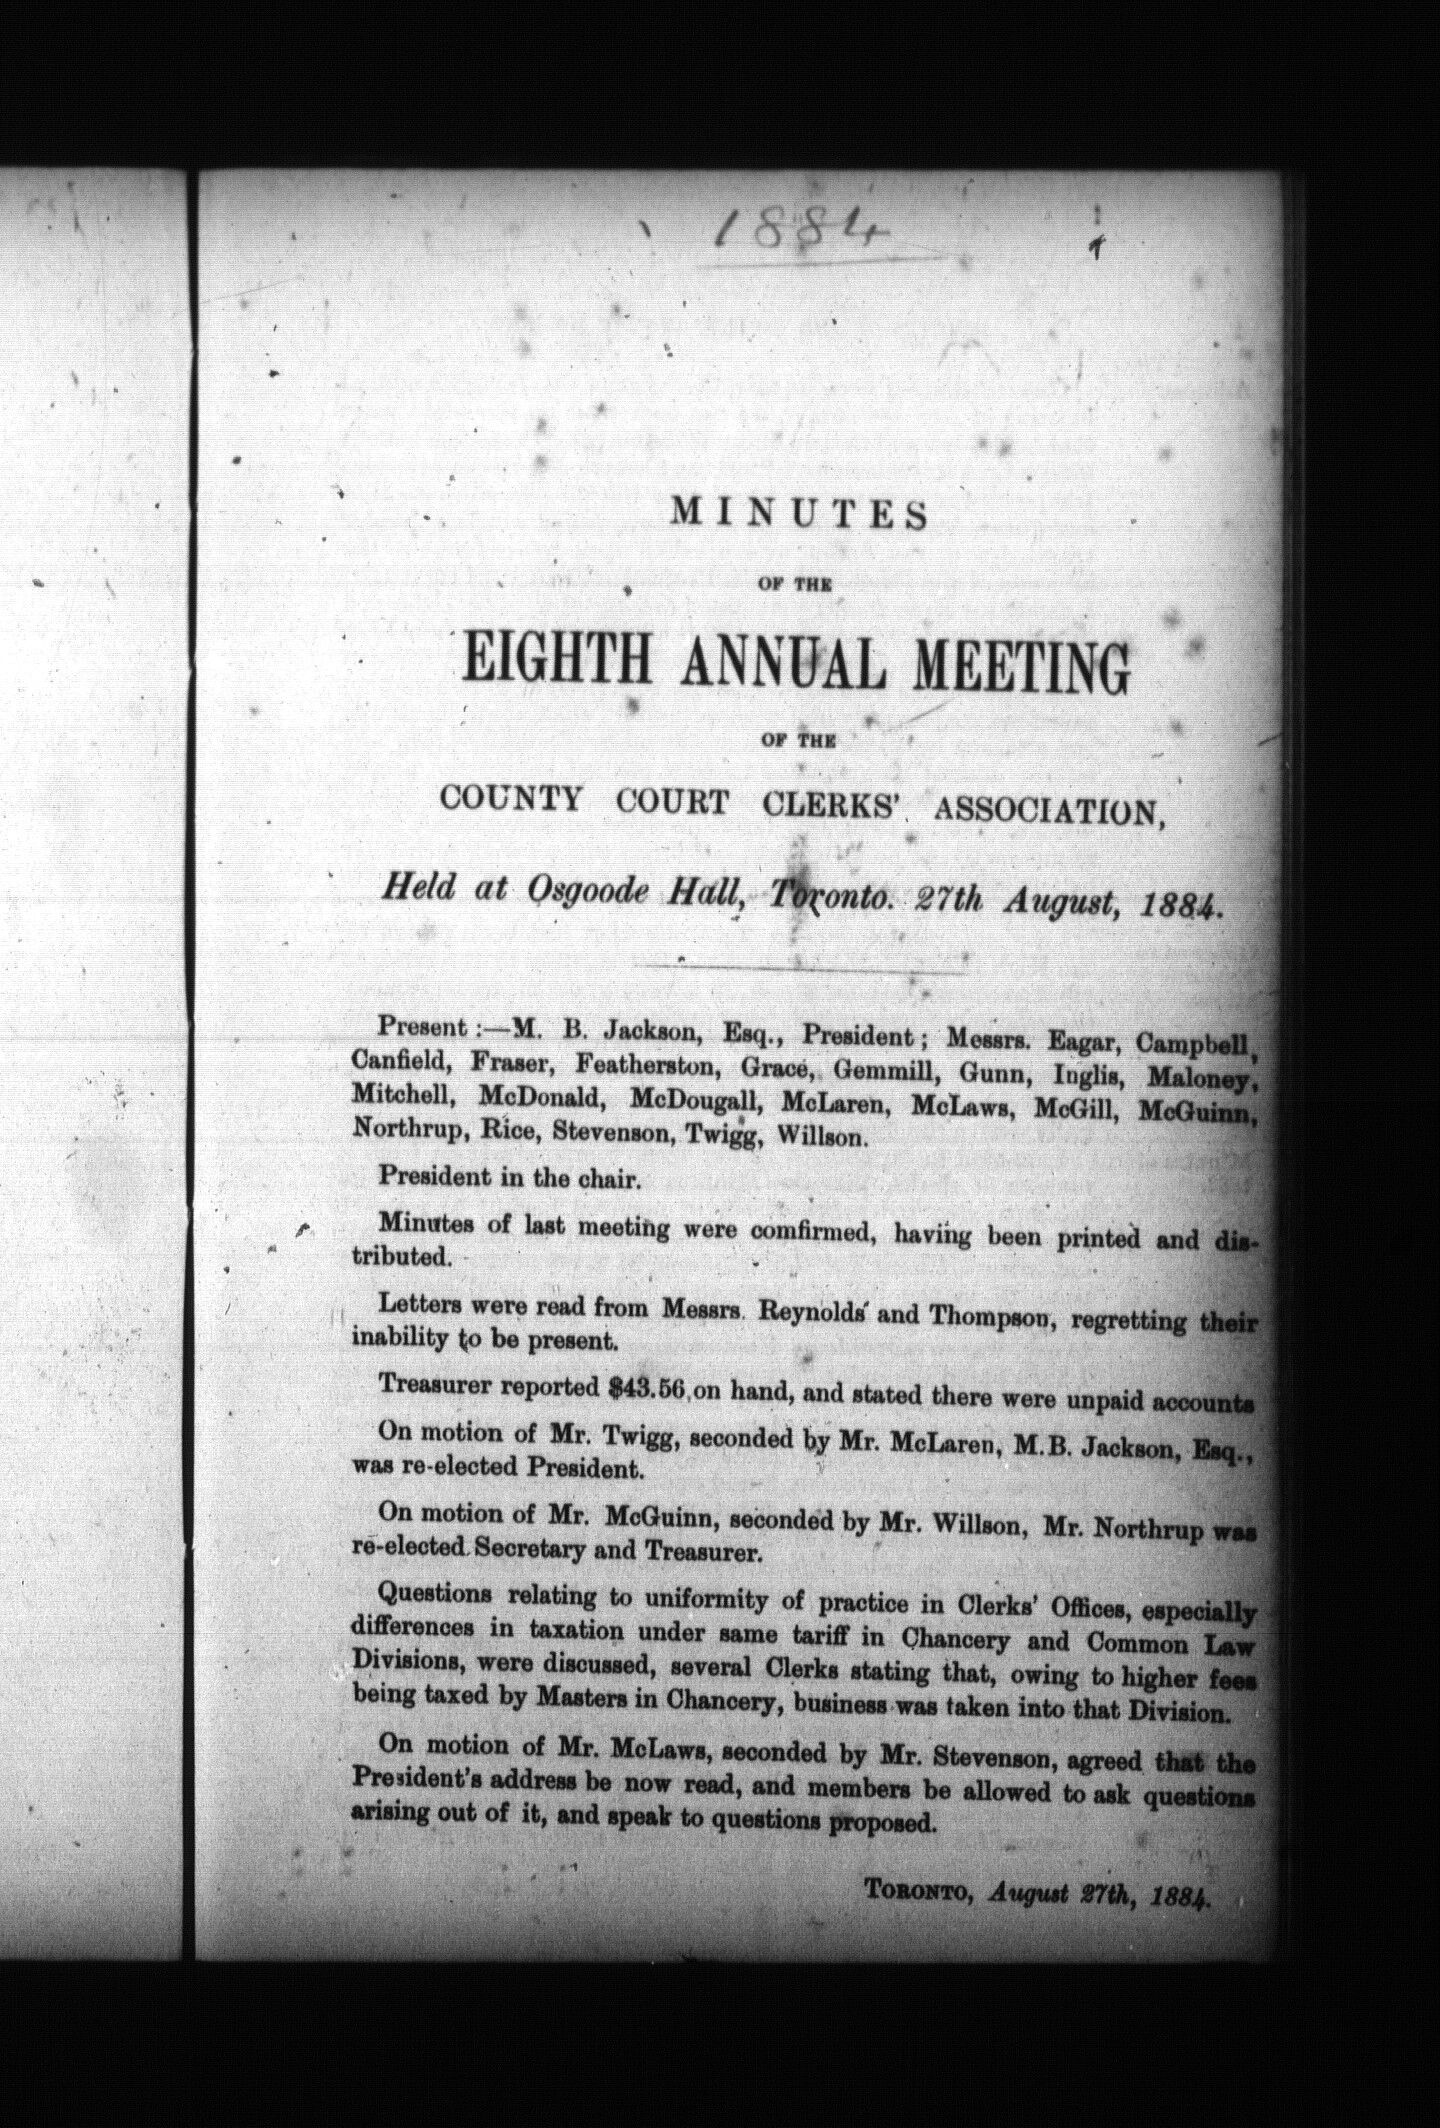 1884
MINUTES
OF THE
EIGHTH ANNUAL MEETING
OF THE
COUNTY COURT CLERKS' ASSOCIATION,
Held at Osgoode Hall, Toronto. 27th August, 1884.
Present :—M. B. Jackson, Esq., President ; Messrs. Eagar, Campbell,
Canfield, Fraser, Featherston, Grace, Gemmill, Gunn, Inglis, Maloney,
Mitchell, McDonald, McDougall, McLaren, McLaws, McGill, McGuinn,
Northrup, Rice, Stevenson, Twigg, Willson.
President in the chair.
Minutes of last meeting were comfirmed, having been printed and dis-
tributed.
Letters were read from Messrs. Reynolds and Thompson, regretting their
inability to be present.
Treasurer reported $43.56 on hand, and stated there were unpaid accounts
On motion of Mr. Twigg, seconded by Mr. McLaren, M.B. Jackson, Esq.,
was re-elected President.
On motion of Mr. McGuinn, seconded by Mr. Willson, Mr. Northrup was
re-elected Secretary and Treasurer.
Questions relating to uniformity of practice in Clerks' Offices, especially
differences in taxation under same tariff in Chancery and Common Law
Divisions, were discussed, several Clerks stating that, owing to higher fees
being taxed by Masters in Chancery, business was taken into that Division.
On motion of Mr. McLaws, seconded by Mr. Stevenson, agreed that the
President's address be now read, and members be allowed to ask questions
arising out of it, and speak to questions proposed.
TORONTO, August 27th, 1884.